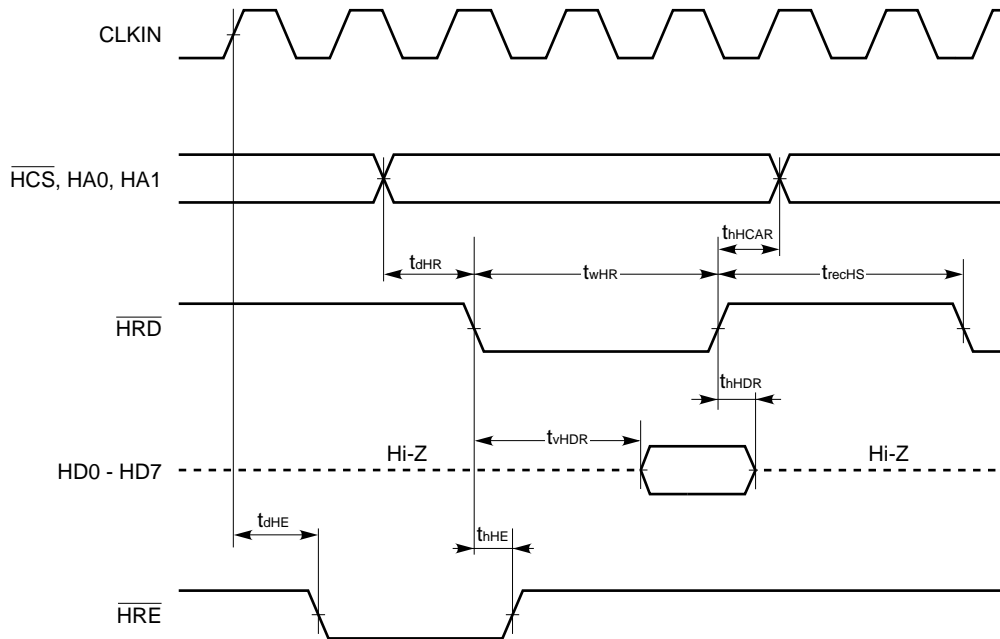 CLKIN
HCS, HA0, HA1
thHCAR
tdHR
twHR
trecHS
HRD
thHDR
tvHDR
Hi-Z
Hi-Z
HD0 - HD7
tdHE
thHE
HRE